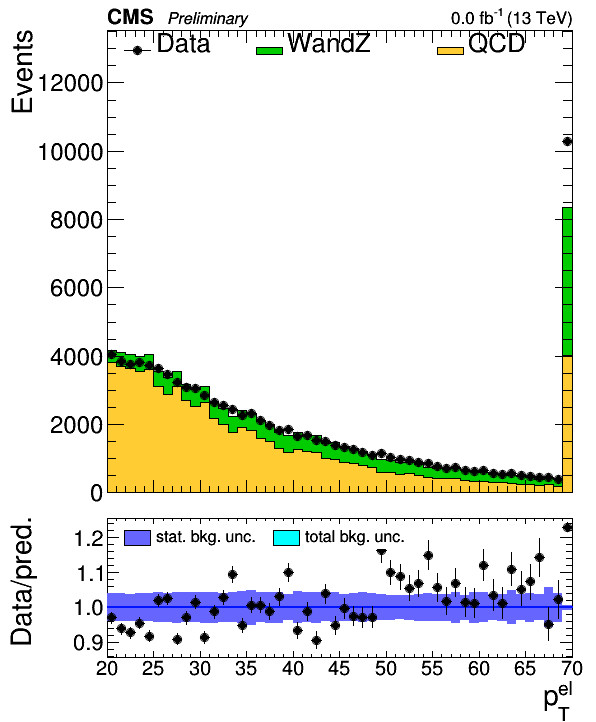 CMS Preliminary 0.0 fb⁻¹ (13 TeV)
Data WandZ QCD
Events
12000
10000
8000
6000
4000
2000
0
stat. bkg. unc. total bkg. unc.
Data/pred.
1.2
1.1
1.0
0.9
20 25 30 35 40 45 50 55 60 65 70
p_T^el